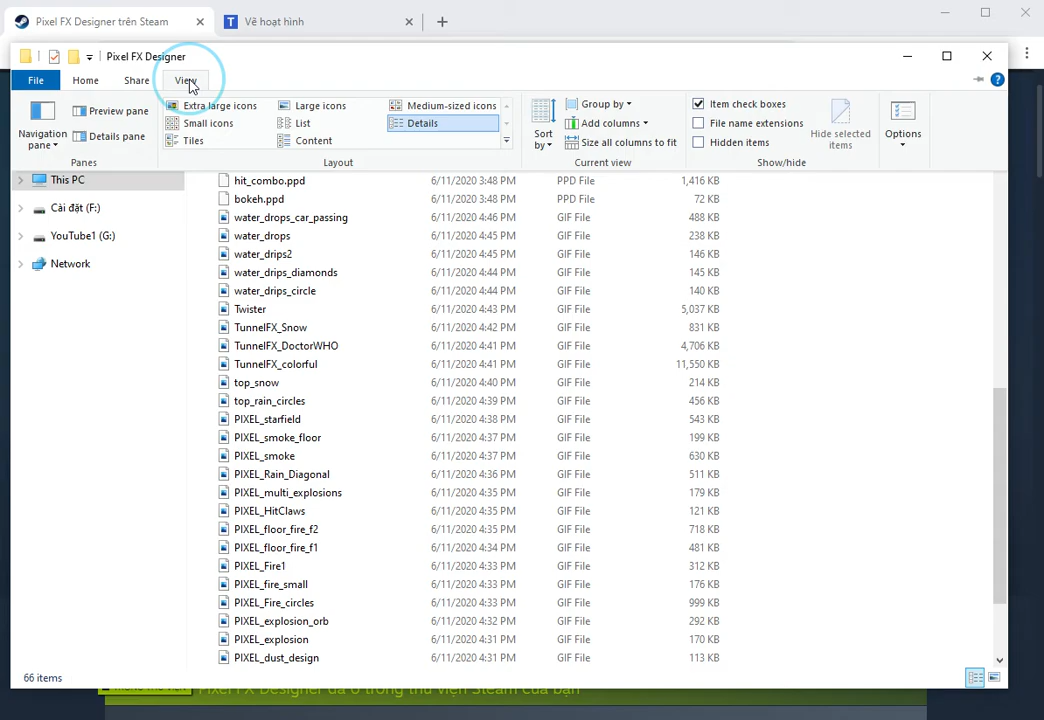 Pixel FX Designer trên Steam
Vẽ hoạt hình
Pixel FX Designer
File Home Share View
Navigation pane
Preview pane
Details pane
Panes
Extra large icons Large icons Medium-sized icons
Small icons List Details
Tiles Content
Layout
Sort by
Group by
Add columns
Size all columns to fit
Current view
Item check boxes
File name extensions
Hidden items
Hide selected items
Show/hide
Options
This PC
Cài đặt (F:)
YouTube1 (G:)
Network
hit_combo.ppd 6/11/2020 3:48 PM PPD File 1,416 KB
bokeh.ppd 6/11/2020 3:48 PM PPD File 72 KB
water_drops_car_passing 6/11/2020 4:46 PM GIF File 488 KB
water_drops 6/11/2020 4:45 PM GIF File 238 KB
water_drips2 6/11/2020 4:45 PM GIF File 146 KB
water_drips_diamonds 6/11/2020 4:44 PM GIF File 145 KB
water_drips_circle 6/11/2020 4:44 PM GIF File 140 KB
Twister 6/11/2020 4:43 PM GIF File 5,037 KB
TunnelFX_Snow 6/11/2020 4:42 PM GIF File 831 KB
TunnelFX_DoctorWHO 6/11/2020 4:41 PM GIF File 4,706 KB
TunnelFX_colorful 6/11/2020 4:41 PM GIF File 11,550 KB
top_snow 6/11/2020 4:40 PM GIF File 214 KB
top_rain_circles 6/11/2020 4:39 PM GIF File 456 KB
PIXEL_starfield 6/11/2020 4:38 PM GIF File 543 KB
PIXEL_smoke_floor 6/11/2020 4:37 PM GIF File 199 KB
PIXEL_smoke 6/11/2020 4:37 PM GIF File 630 KB
PIXEL_Rain_Diagonal 6/11/2020 4:36 PM GIF File 511 KB
PIXEL_multi_explosions 6/11/2020 4:35 PM GIF File 179 KB
PIXEL_HitClaws 6/11/2020 4:35 PM GIF File 121 KB
PIXEL_floor_fire_f2 6/11/2020 4:35 PM GIF File 718 KB
PIXEL_floor_fire_f1 6/11/2020 4:34 PM GIF File 481 KB
PIXEL_Fire1 6/11/2020 4:33 PM GIF File 312 KB
PIXEL_fire_small 6/11/2020 4:33 PM GIF File 176 KB
PIXEL_Fire_circles 6/11/2020 4:33 PM GIF File 999 KB
PIXEL_explosion_orb 6/11/2020 4:32 PM GIF File 292 KB
PIXEL_explosion 6/11/2020 4:31 PM GIF File 170 KB
PIXEL_dust_design 6/11/2020 4:31 PM GIF File 113 KB
66 items
Pixel FX Designer đã ở trong thư viện Steam của bạn